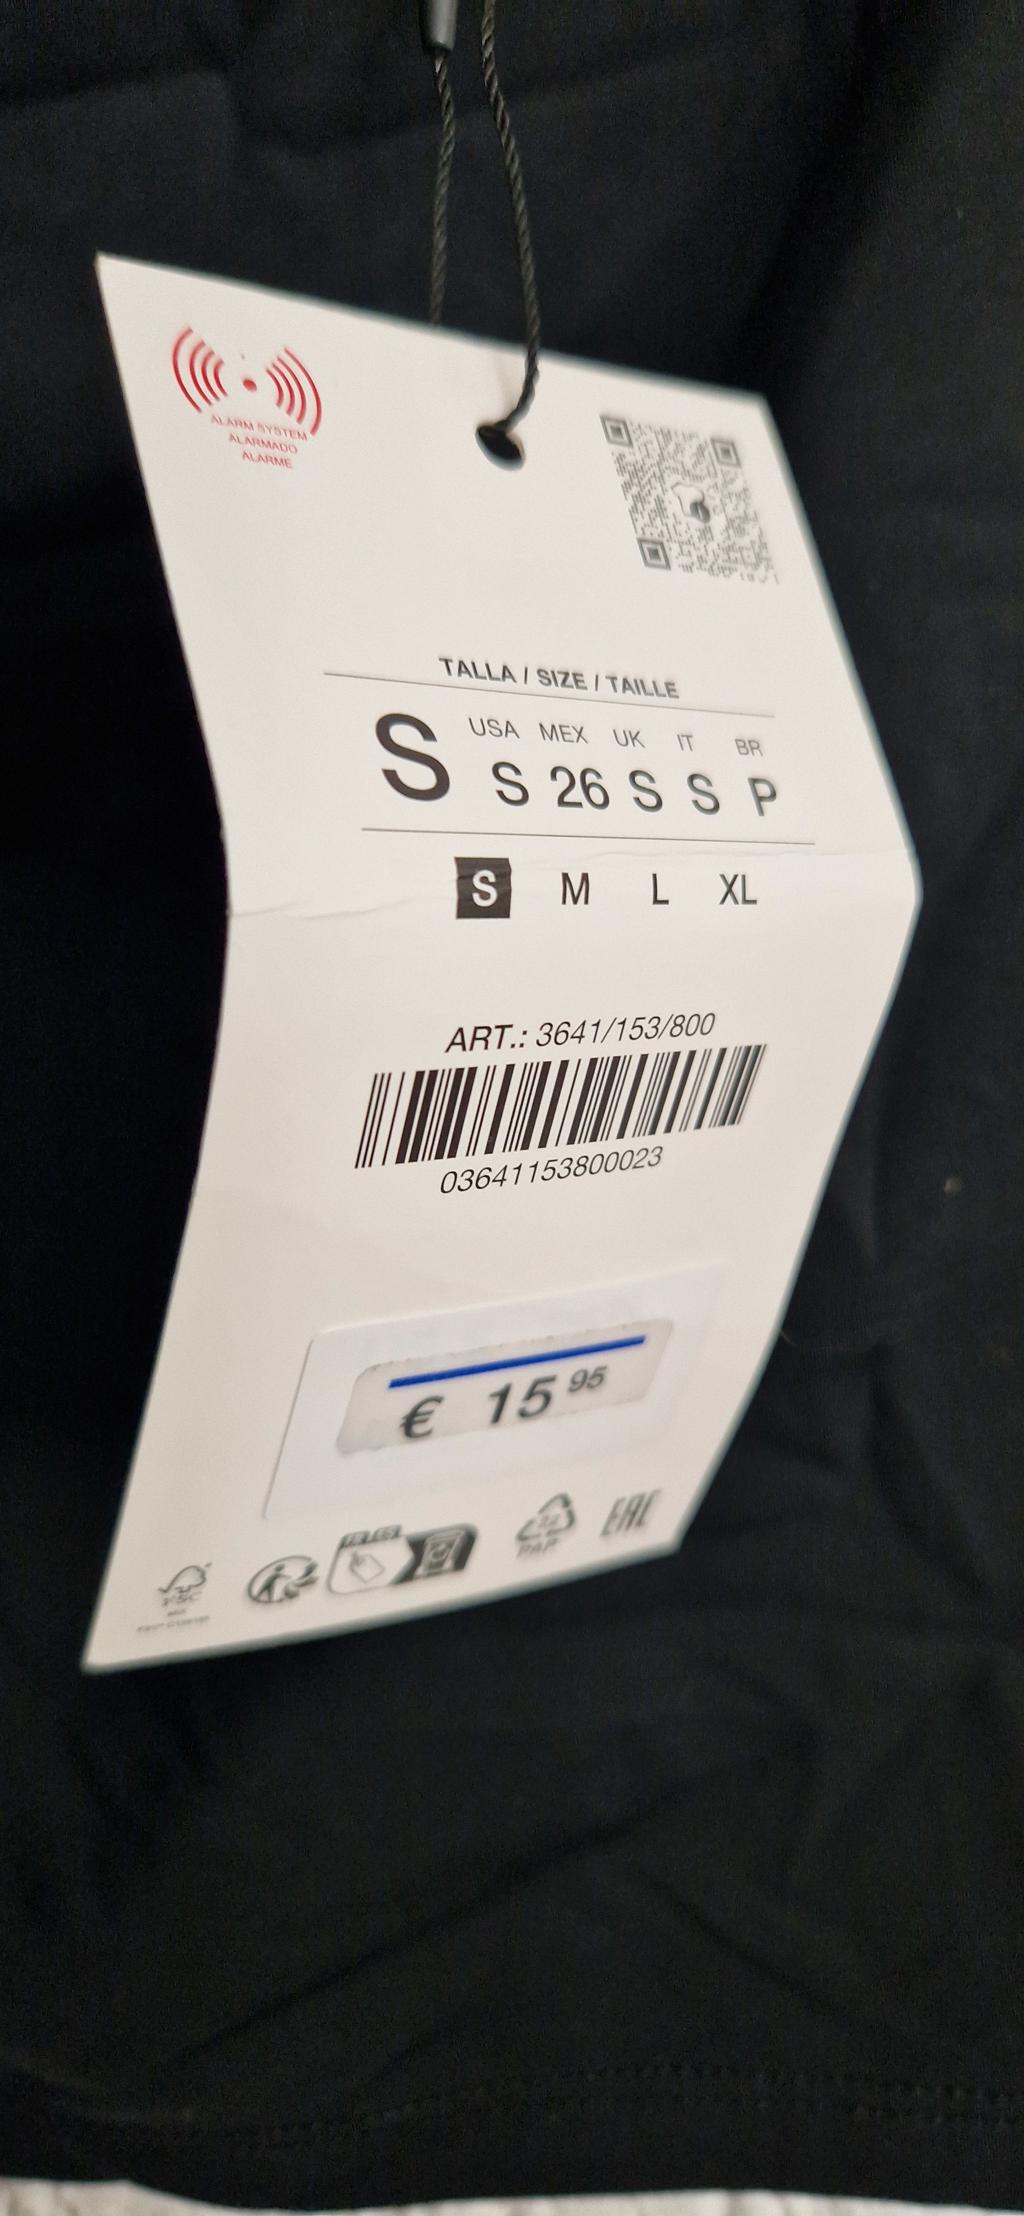 ALARM SYSTEM
ALARMADO
ALARME
TALLA / SIZE / TAILLE
USA MEX UK IT BR
S S 26 S S P
S M L XL
ART.: 3641/153/800
03641153800023
€ 15 95
PAP
EAC